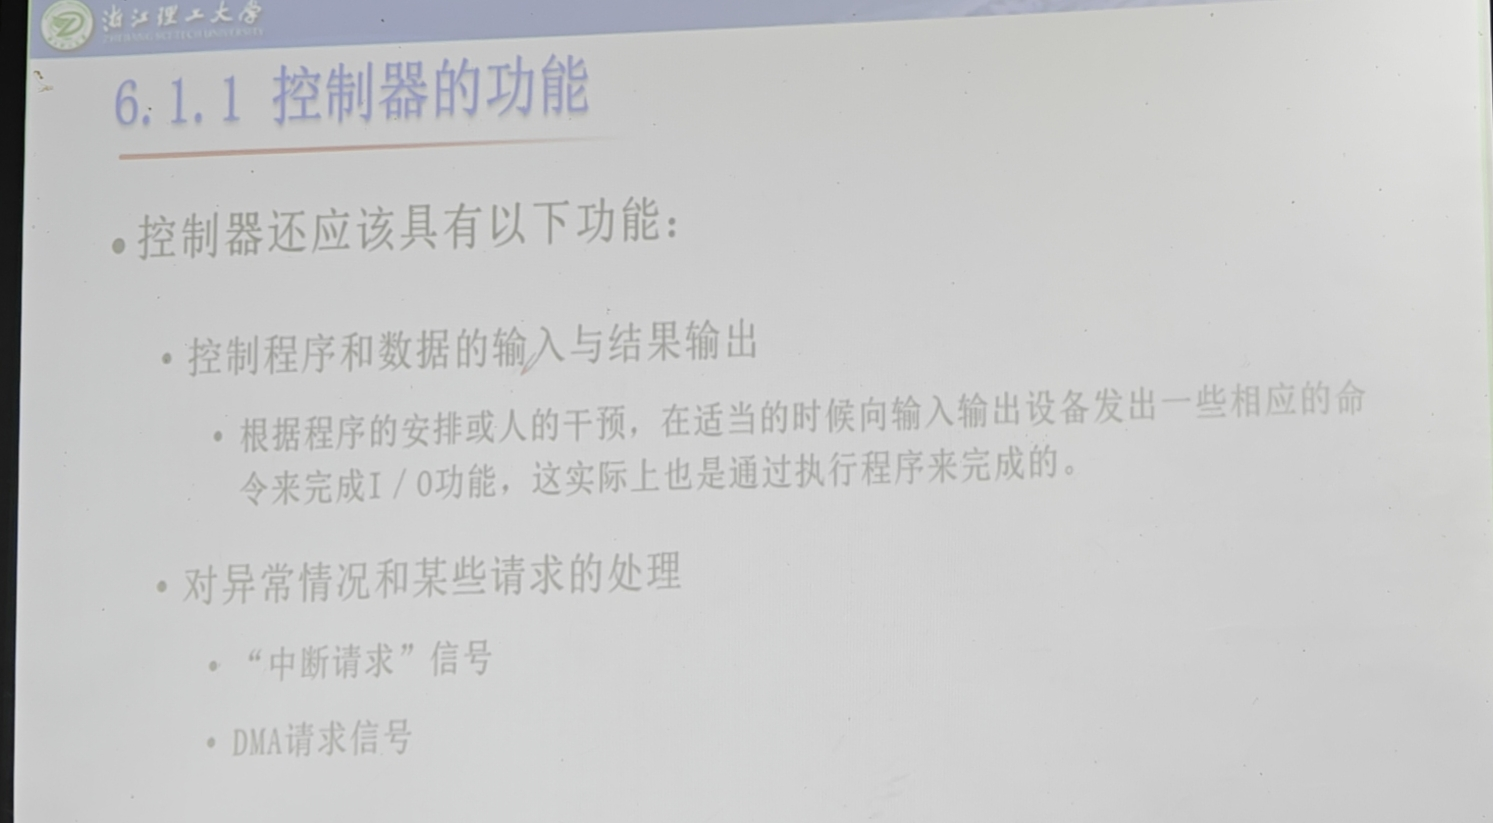 浙江理工大学
ZHEJIANG SCI-TECH UNIVERSITY
6.1.1 控制器的功能
•控制器还应该具有以下功能：
•控制程序和数据的输入与结果输出
•根据程序的安排或人的干预，在适当的时候向输入输出设备发出一些相应的命
令来完成I／O功能，这实际上也是通过执行程序来完成的。
•对异常情况和某些请求的处理
•“中断请求”信号
•DMA请求信号